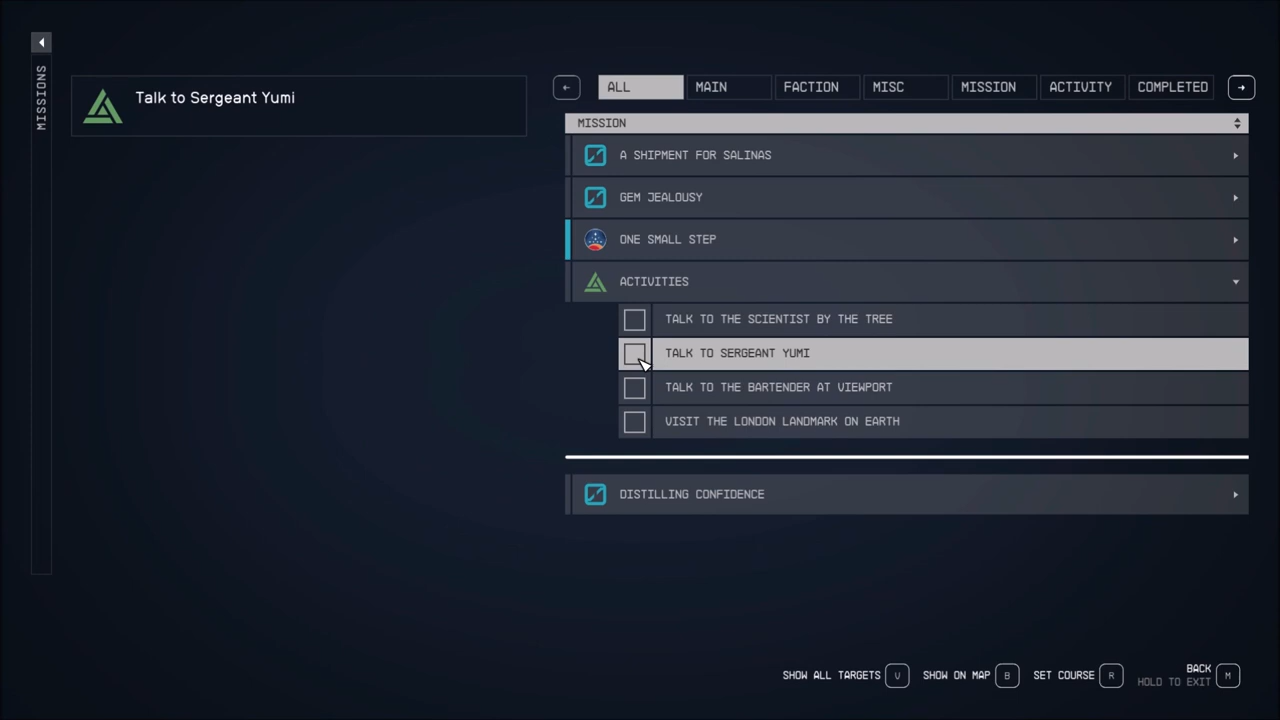 MISSIONS
Talk to Sergeant Yumi
ALL
MAIN
FACTION
MISC
MISSION
ACTIVITY
COMPLETED
MISSION
A SHIPMENT FOR SALINAS
GEM JEALOUSY
ONE SMALL STEP
ACTIVITIES
TALK TO THE SCIENTIST BY THE TREE
TALK TO SERGEANT YUMI
TALK TO THE BARTENDER AT VIEWPORT
VISIT THE LONDON LANDMARK ON EARTH
DISTILLING CONFIDENCE
SHOW ALL TARGETS V
SHOW ON MAP B
SET COURSE R
BACK M
HOLD TO EXIT